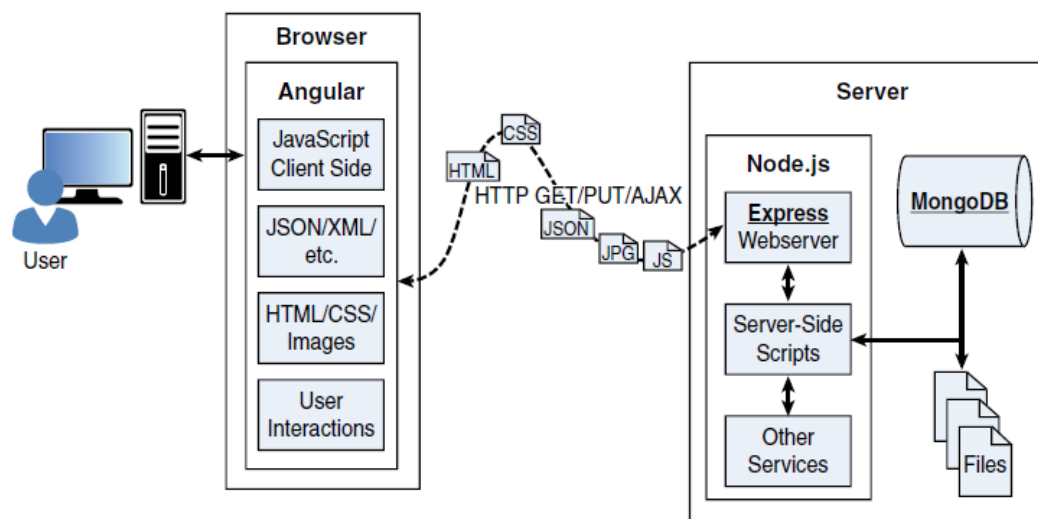 User
Browser
Angular
JavaScript
Client Side
JSON/XML/
etc.
HTML/CSS/
Images
User
Interactions
HTML
CSS
HTTP GET/PUT/AJAX
JSON
JPG
JS
Server
Node.js
Express
Webserver
Server-Side
Scripts
Other
Services
MongoDB
Files